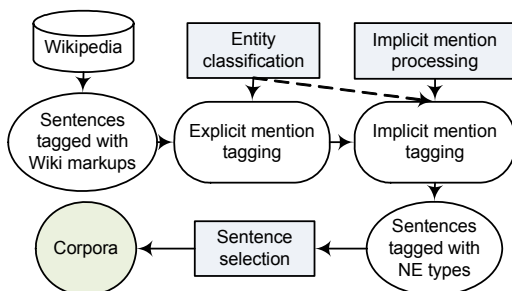 Wikipedia
Entity
classification
Implicit mention
processing
Sentences
tagged with
Wiki markups
Explicit mention
tagging
Implicit mention
tagging
Corpora
Sentence
selection
Sentences
tagged with
NE types